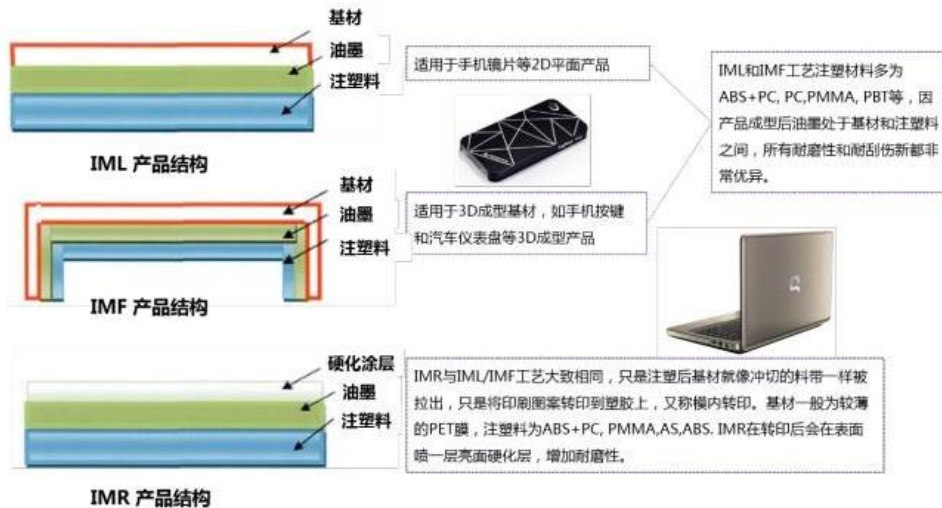 基材
油墨
注塑料
IML 产品结构
适用于手机镜片等2D平面产品
IML和IMF工艺注塑材料多为
ABS+PC, PC,PMMA, PBT等，因
产品成型后油墨处于基材和注塑料
之间，所有耐磨性和耐刮伤新都非
常优异。
基材
油墨
注塑料
IMF 产品结构
适用于3D成型基材，如手机按键
和汽车仪表盘等3D成型产品
硬化涂层
油墨
注塑料
IMR 产品结构
IMR与IML/IMF工艺大致相同，只是注塑后基材就像冲切的料带一样被
拉出，只是将印刷图案转印到塑胶上，又称模内转印。基材一般为较薄
的PET膜，注塑料为ABS+PC, PMMA,AS,ABS. IMR在转印后会在表面
喷一层亮面硬化层，增加耐磨性。